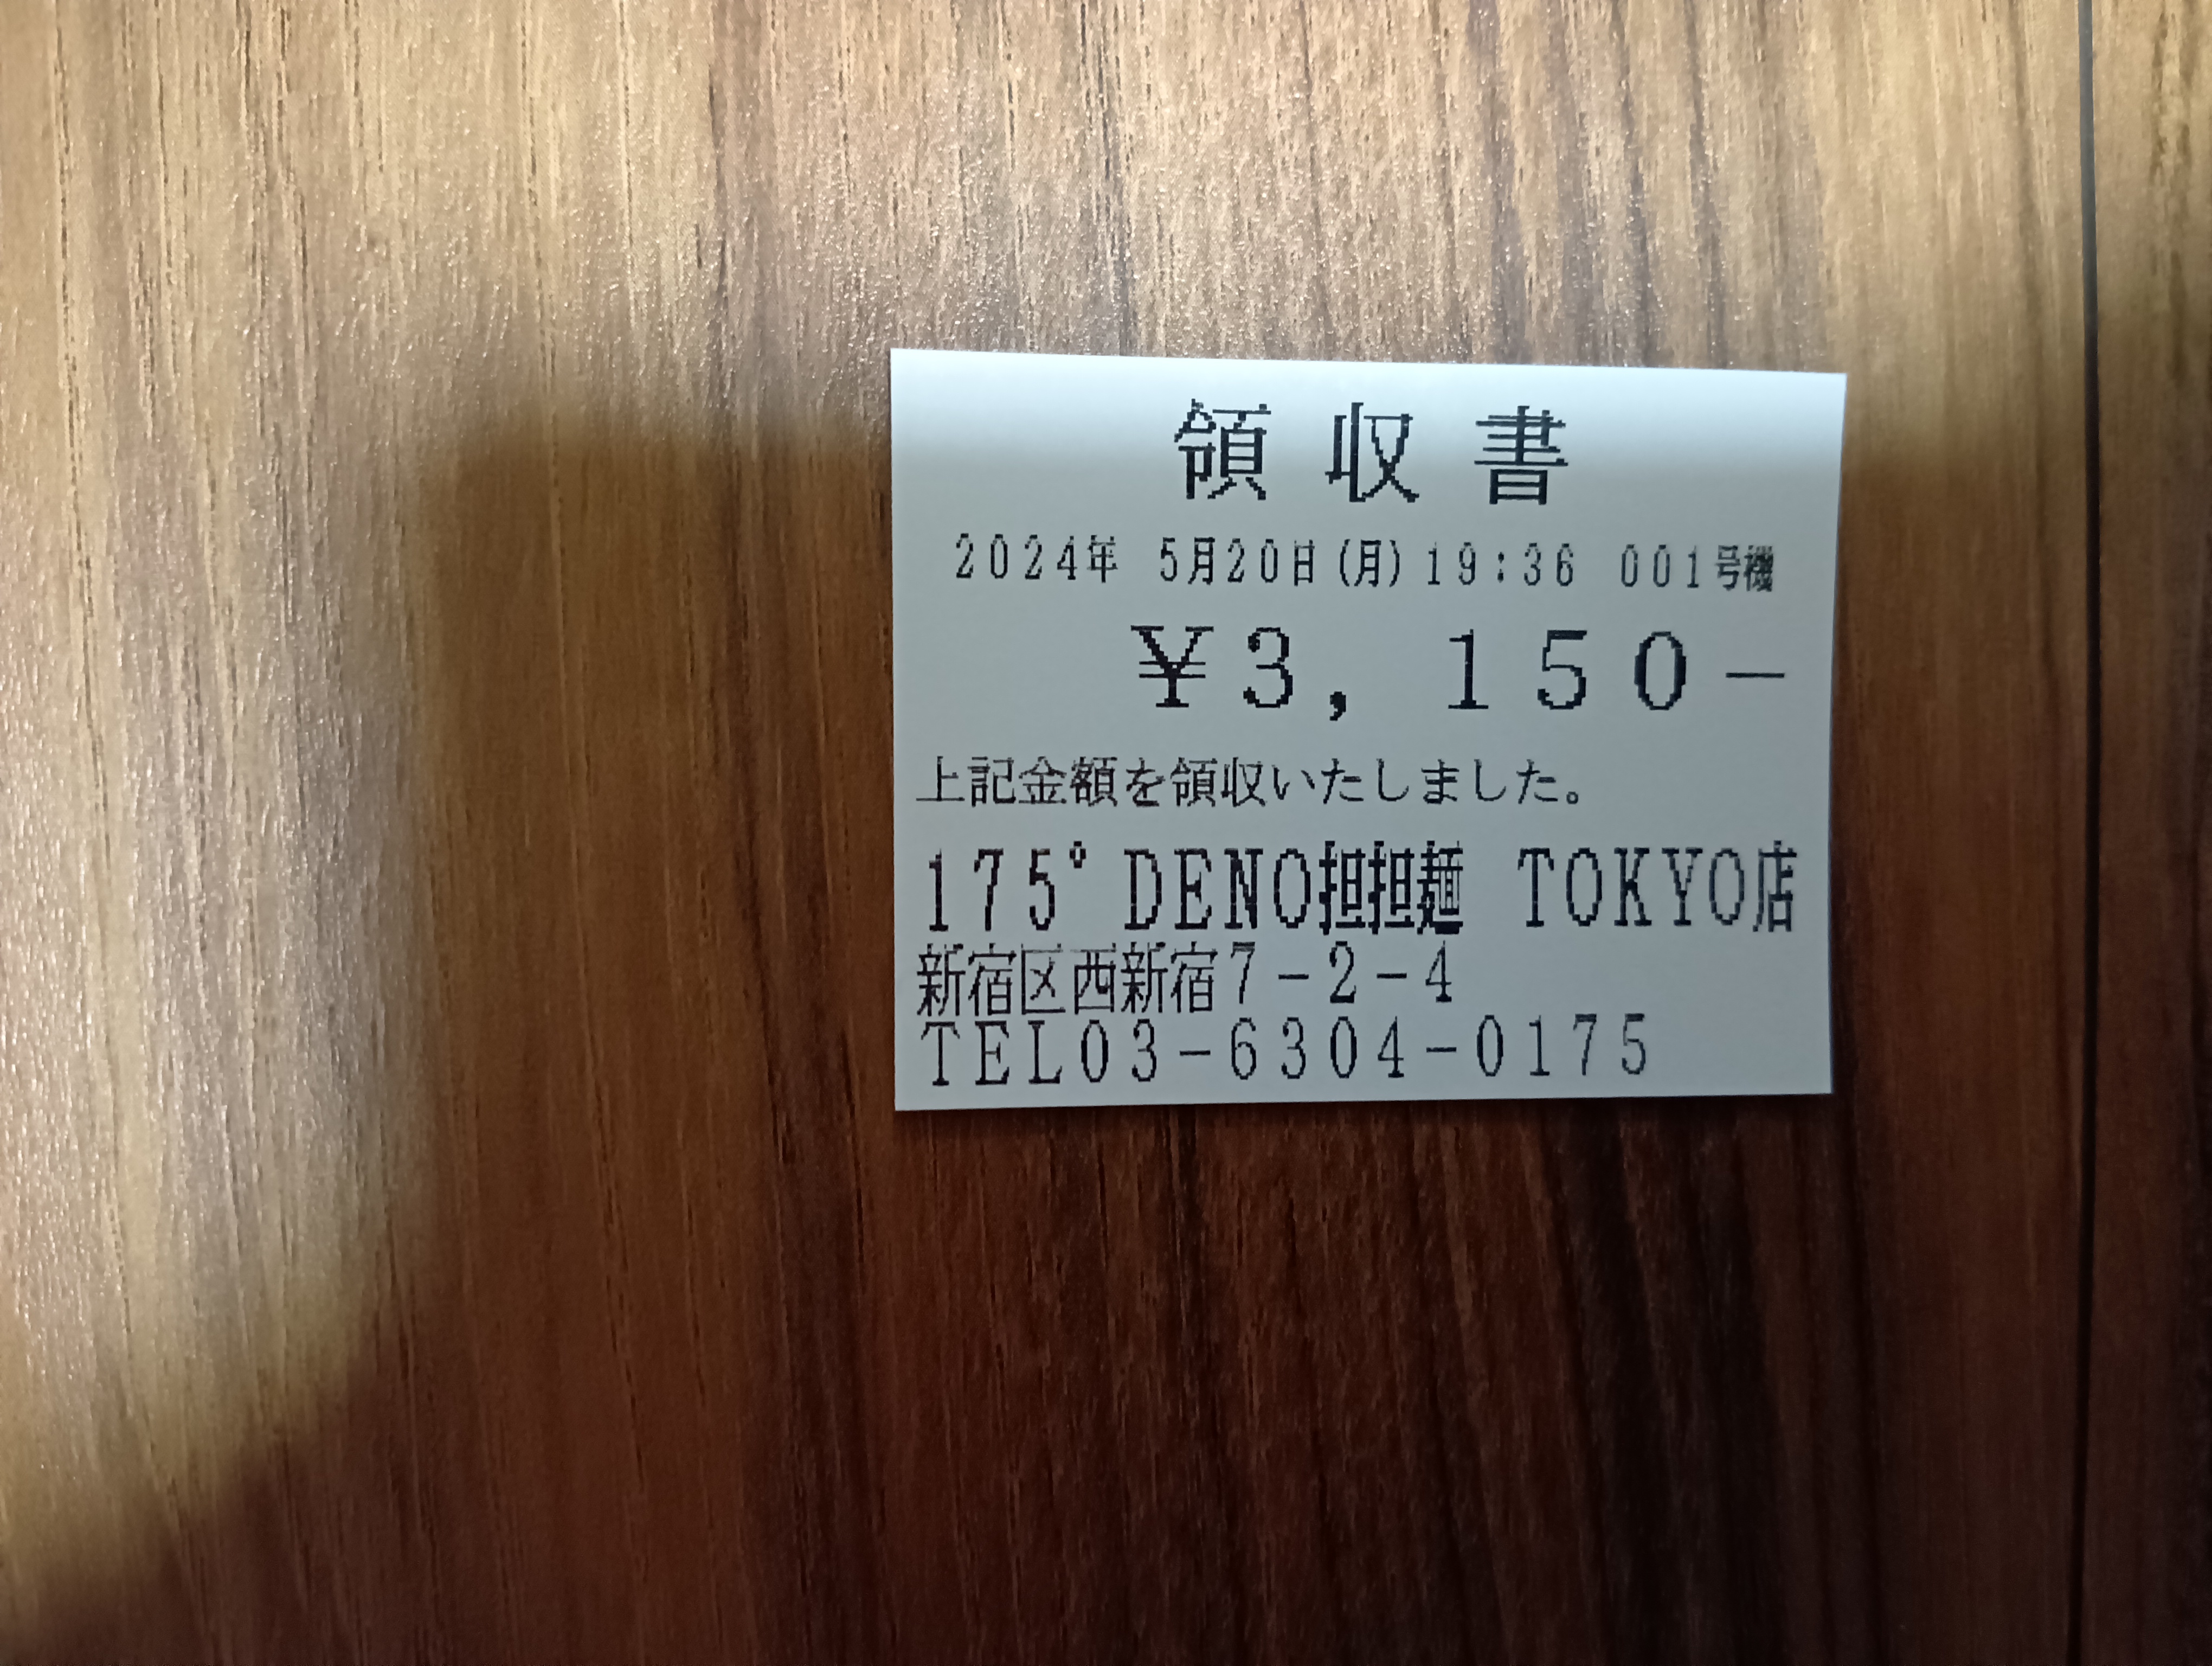 領収書
2024年 5月20日(月)19:36 001号機
¥3,150−
上記金額を領収いたしました。
175°DENO担担麺 TOKYO店
新宿区西新宿7−2−4
TEL03−6304−0175